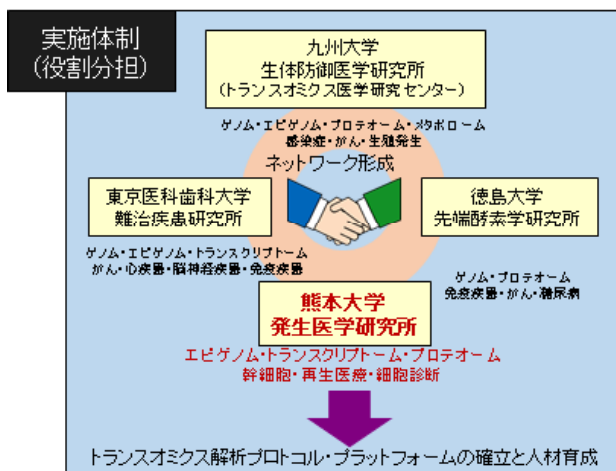 実施体制
(役割分担)
九州大学
生体防御医学研究所
(トランスオミクス医学研究センター)
ゲノム・エピゲノム・プロテオーム・メタボローム
感染症・がん・生殖発生
ネットワーク形成
東京医科歯科大学
難治疾患研究所
ゲノム・エピゲノム・トランスクリプトーム
がん・心疾患・脳神経疾患・免疫疾患
徳島大学
先端酵素学研究所
ゲノム・プロテオーム
免疫疾患・がん・糖尿病
熊本大学
発生医学研究所
エピゲノム・トランスクリプトーム・プロテオーム
幹細胞・再生医療・細胞診断
トランスオミクス解析プロトコル・プラットフォームの確立と人材育成